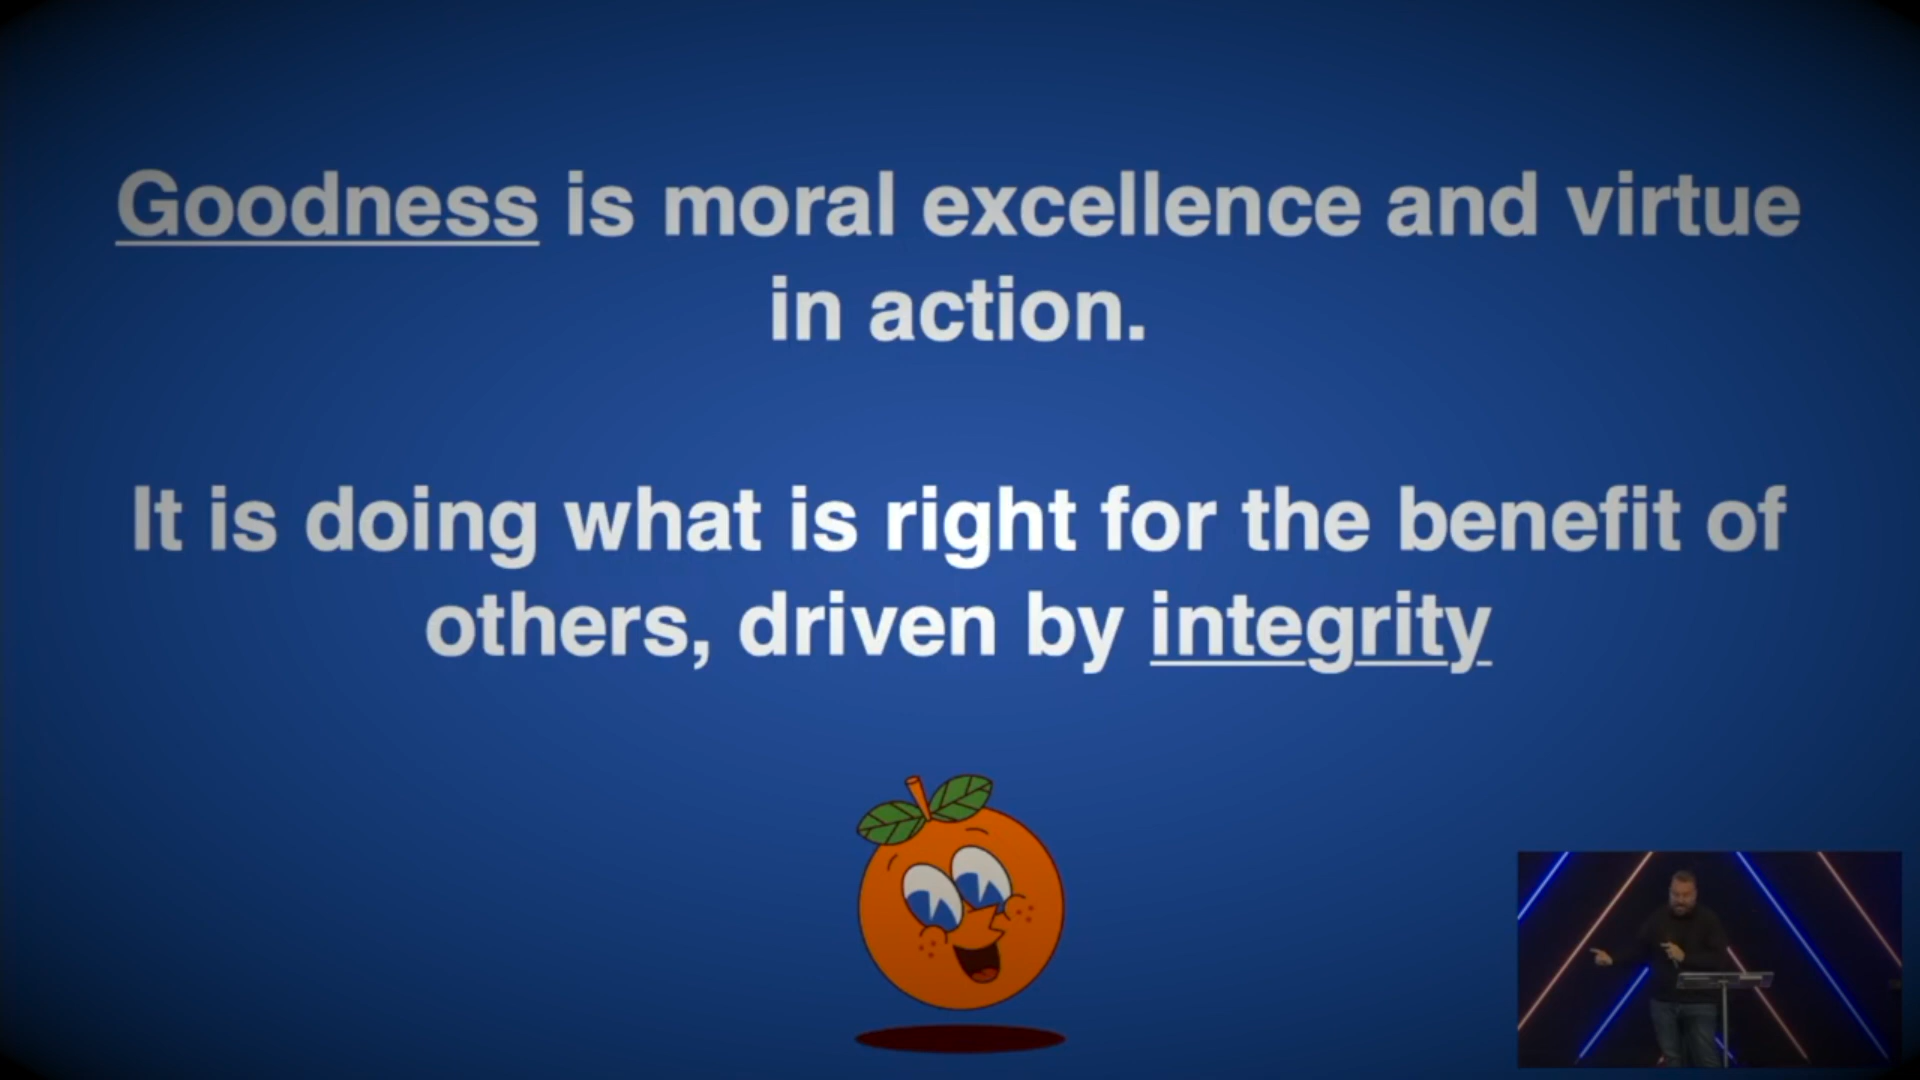 Goodness is moral excellence and virtue
in action.
It is doing what is right for the benefit of
others, driven by integrity